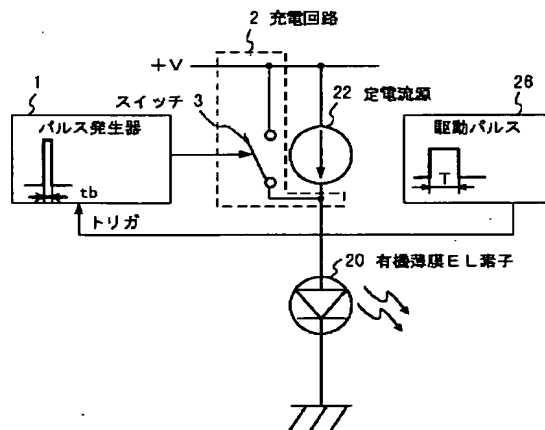 2 充電回路
+V
1
スイッチ
3
22 定電流源
26
パルス発生器
駆動パルス
tb
T
トリガ
20 有機薄膜EL素子